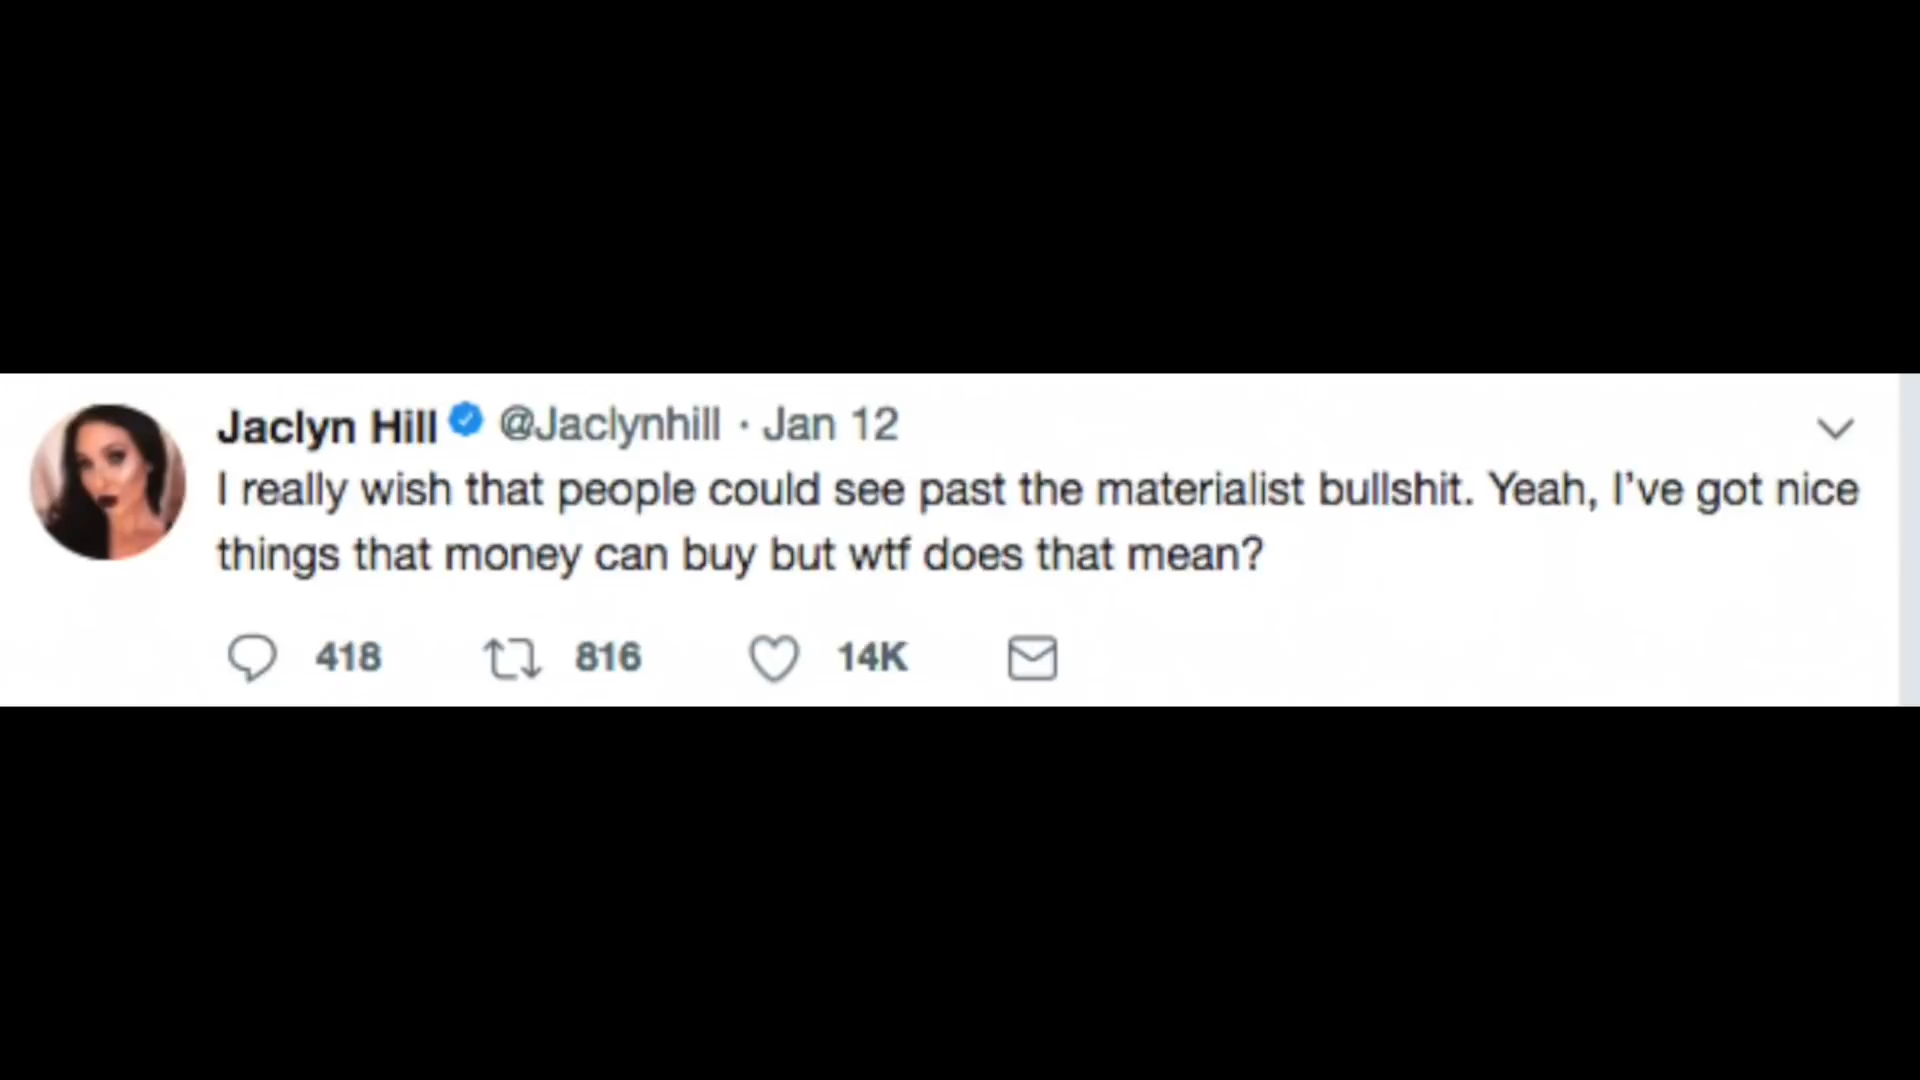 Jaclyn Hill @Jaclynhill · Jan 12
I really wish that people could see past the materialist bullshit. Yeah, I’ve got nice
things that money can buy but wtf does that mean?
418 816 14K